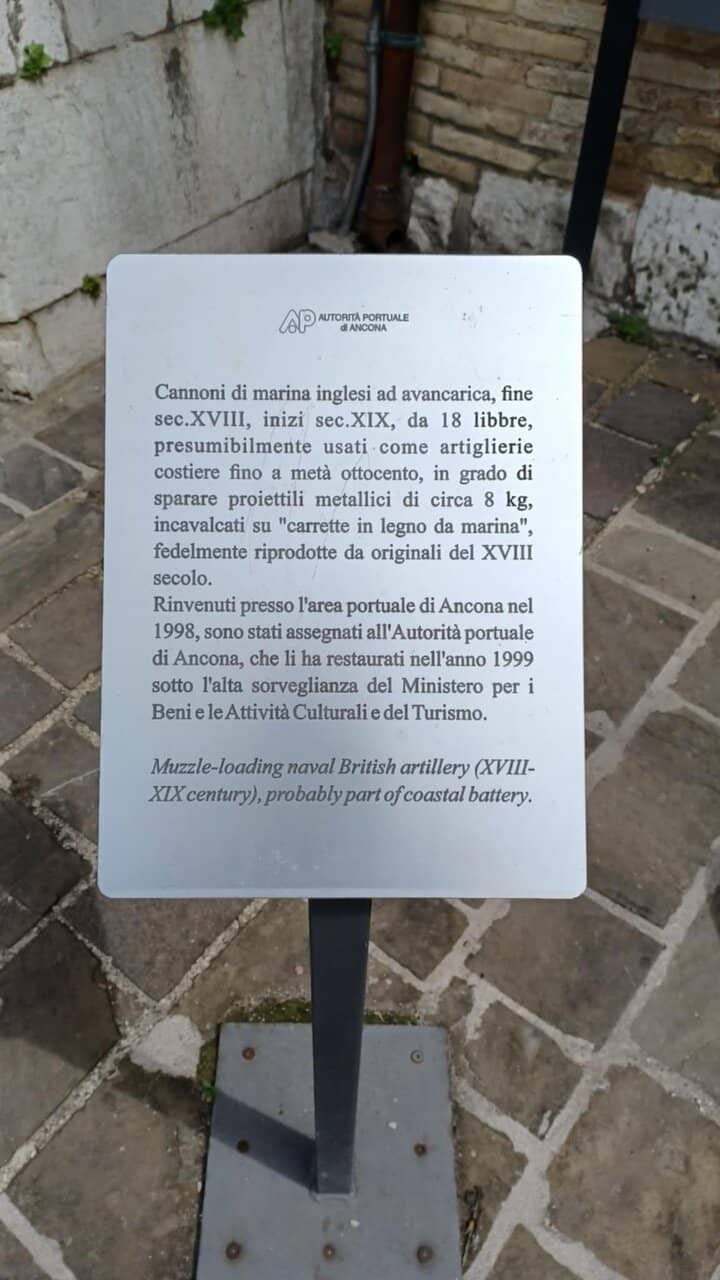 AP AUTORITÀ PORTUALE
di ANCONA
Cannoni di marina inglesi ad avancarica, fine
sec.XVIII, inizi sec.XIX, da 18 libbre,
presumibilmente usati come artiglierie
costiere fino a metà ottocento, in grado di
sparare proiettili metallici di circa 8 kg,
incavalcati su "carrette in legno da marina",
fedelmente riprodotte da originali del XVIII
secolo.
Rinvenuti presso l'area portuale di Ancona nel
1998, sono stati assegnati all'Autorità portuale
di Ancona, che li ha restaurati nell'anno 1999
sotto l'alta sorveglianza del Ministero per i
Beni e le Attività Culturali e del Turismo.
Muzzle-loading naval British artillery (XVIII-
XIX century), probably part of coastal battery.